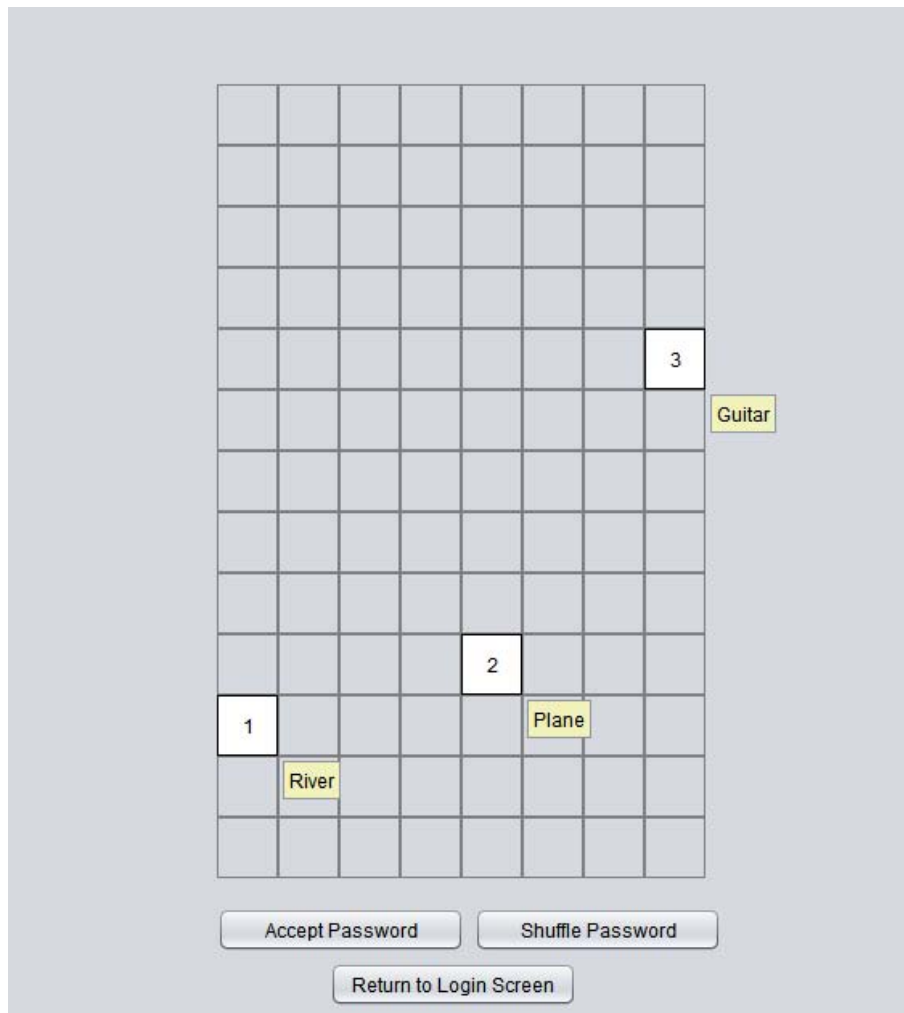 3
Guitar
2
Plane
1
River
Accept Password
Shuffle Password
Return to Login Screen